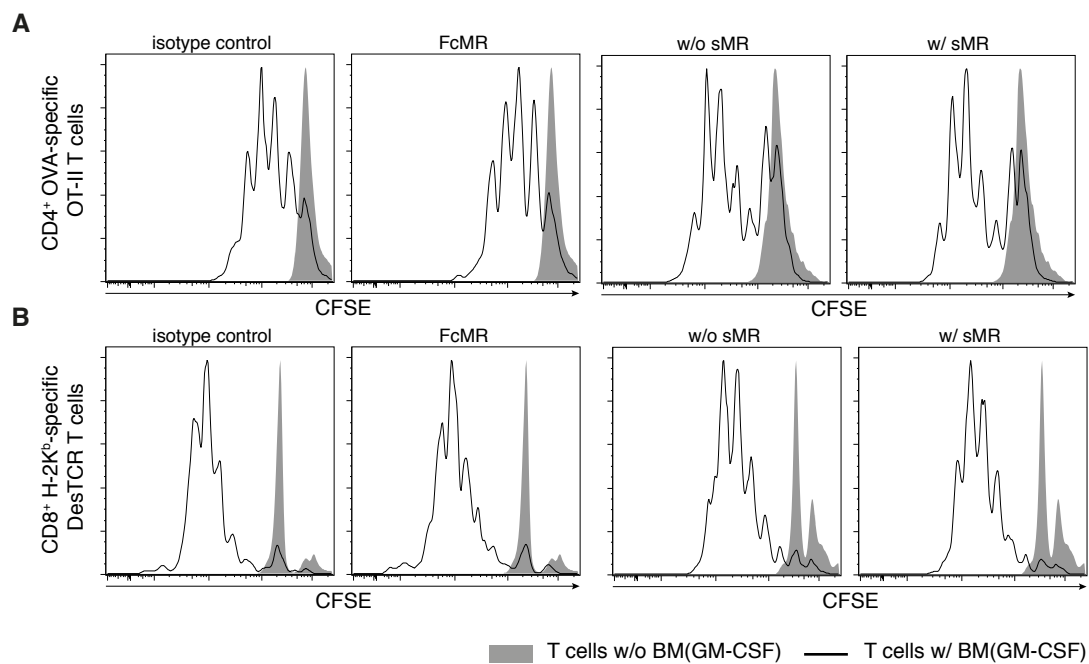 A
isotype control
FcMR
w/o sMR
w/ sMR
CD4⁺ OVA-specific
OT-II T cells
CFSE
CFSE
B
isotype control
FcMR
w/o sMR
w/ sMR
CD8⁺ H-2Kᵇ-specific
DesTCR T cells
CFSE
CFSE
T cells w/o BM(GM-CSF)
T cells w/ BM(GM-CSF)